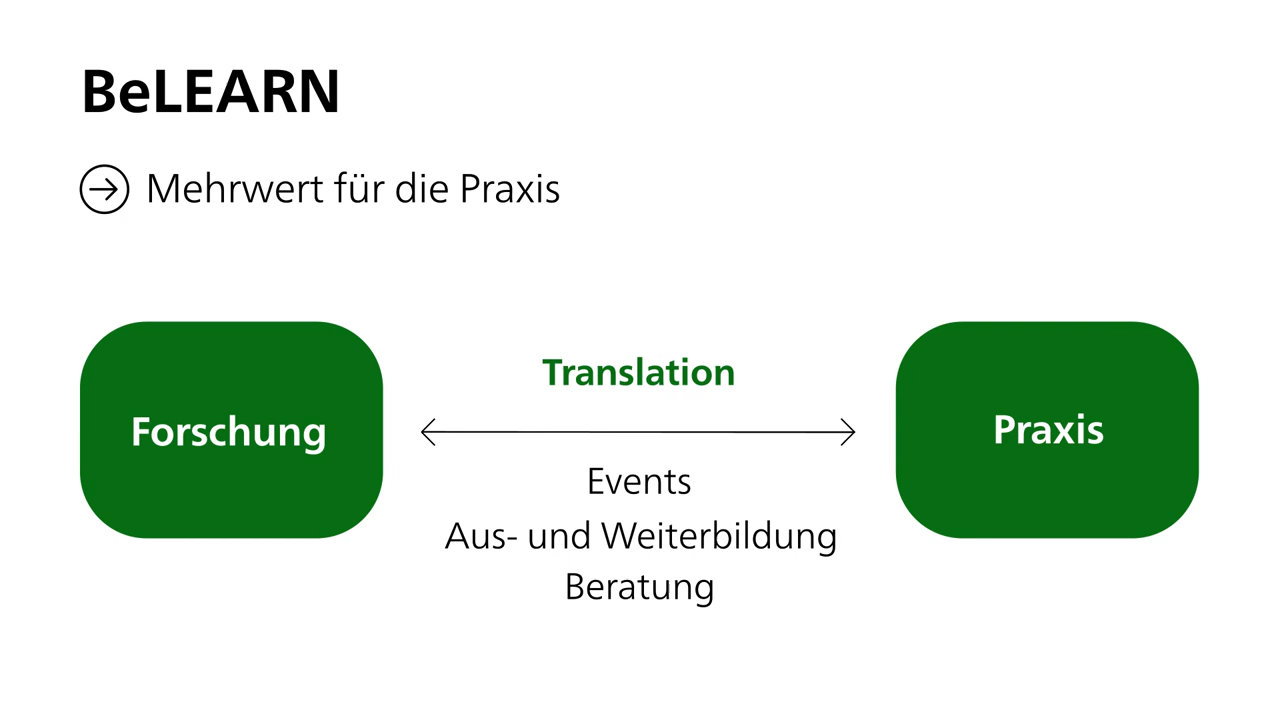 BeLEARN
Mehrwert für die Praxis
Forschung
Translation
Events
Aus- und Weiterbildung
Beratung
Praxis